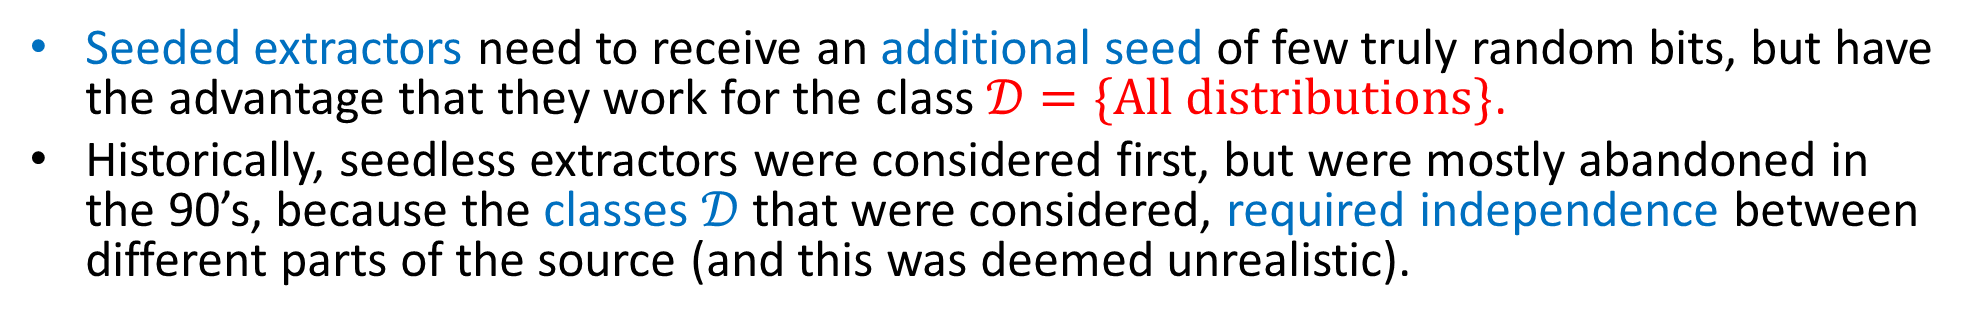 • Seeded extractors need to receive an additional seed of few truly random bits, but have
the advantage that they work for the class 𝒟 = {All distributions}.
• Historically, seedless extractors were considered first, but were mostly abandoned in
the 90’s, because the classes 𝒟 that were considered, required independence between
different parts of the source (and this was deemed unrealistic).